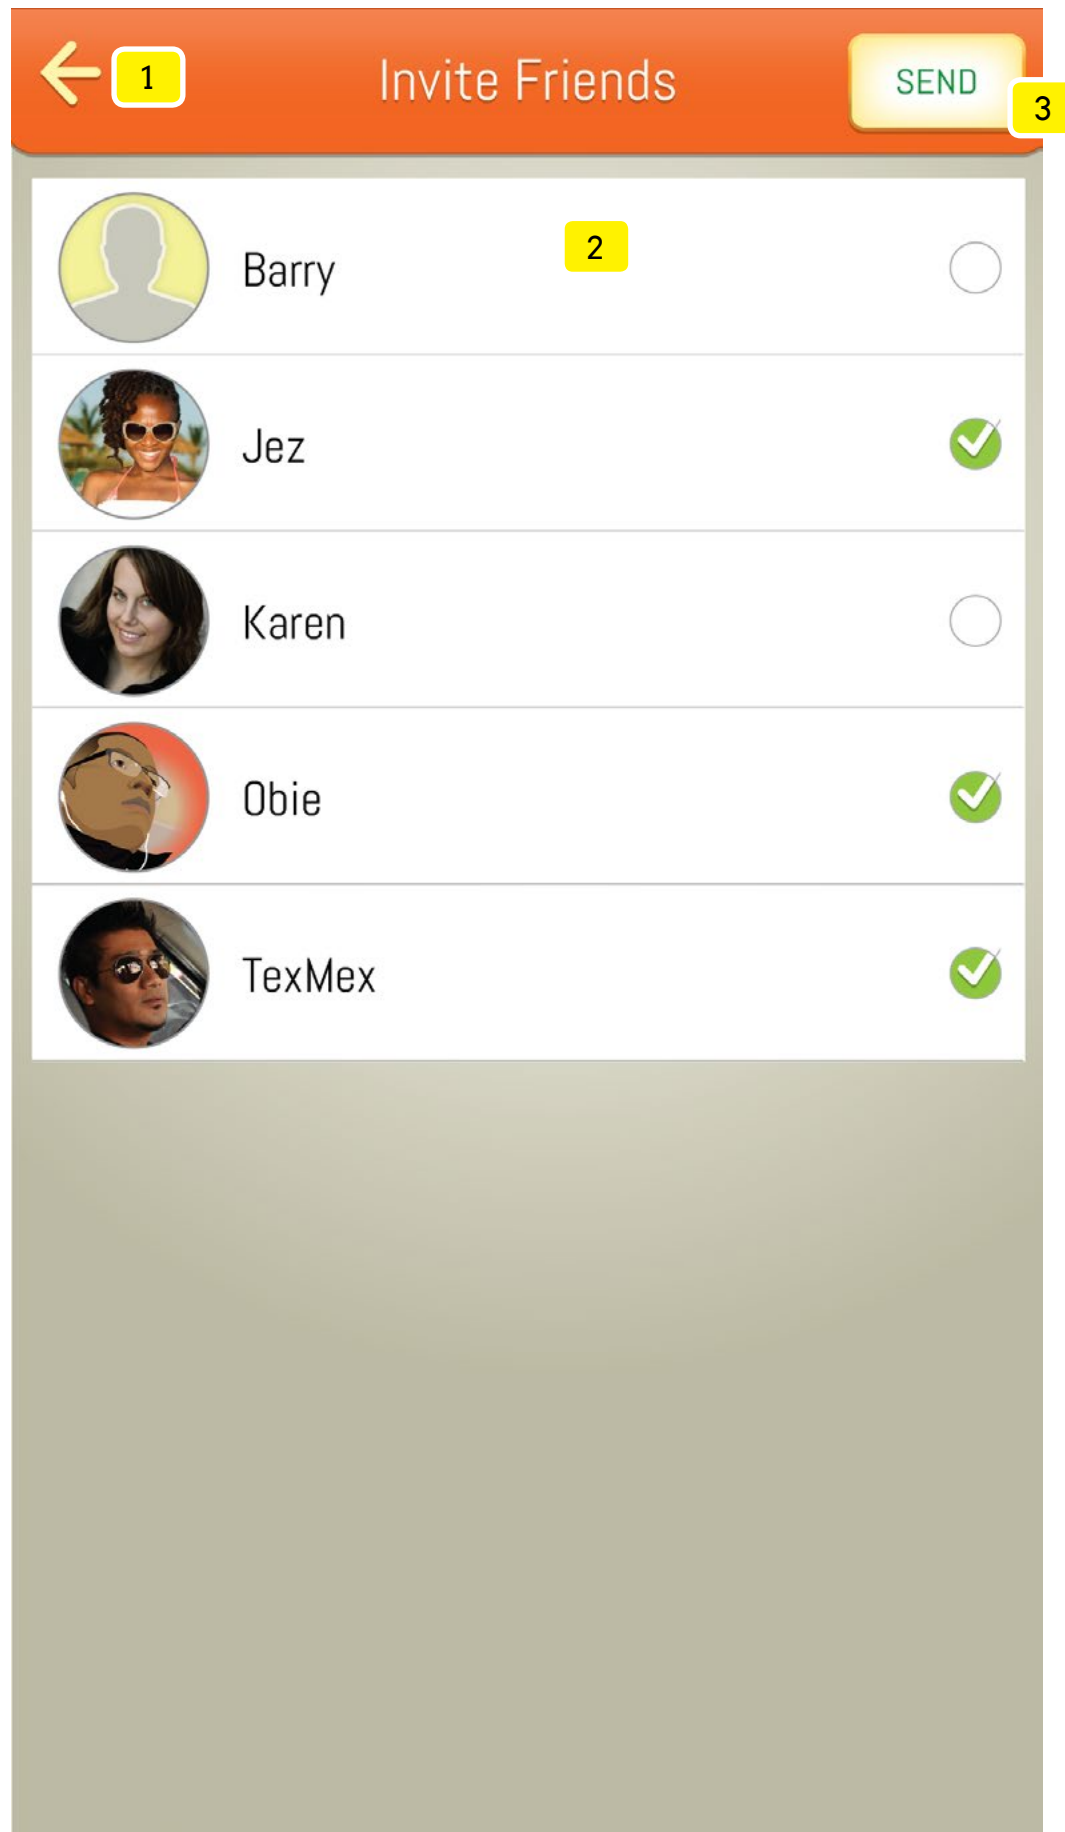 1
Invite Friends
SEND
3
Barry
2
Jez
Karen
Obie
TexMex